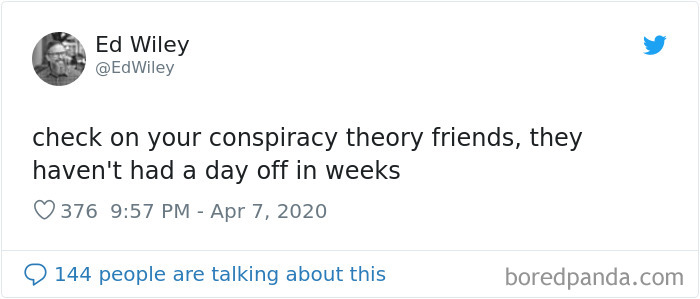 Ed Wiley
@EdWiley
check on your conspiracy theory friends, they
haven't had a day off in weeks
376 9:57 PM - Apr 7, 2020
144 people are talking about this
boredpanda.com